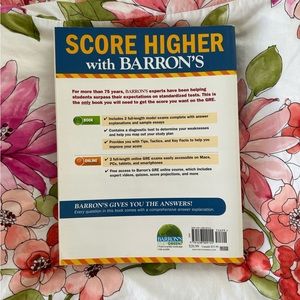 SCORE HIGHER
with BARRON'S
For more than 75 years, BARRON'S experts have been helping
students surpass their expectations on standardized tests. This is
the only book you will need to get the score you want on the GRE.
BOOK
• Includes 2 full-length model exams complete with answer
explanations and sample essays
• Contains a diagnostic test to determine your weaknesses
and help you map out your study plan
• Provides you with Tips, Tactics, and Key Facts to help you
improve your score
ONLINE
• 2 full-length online GRE exams easily accessible on Macs,
PCs, tablets, and smartphones
• Free access to Barron's GRE online course, which includes
expert videos, quizzes, score projections, and more
BARRON'S GIVES YOU THE ANSWERS!
Every question in this book comes with a comprehensive answer explanation.
BARRON'S